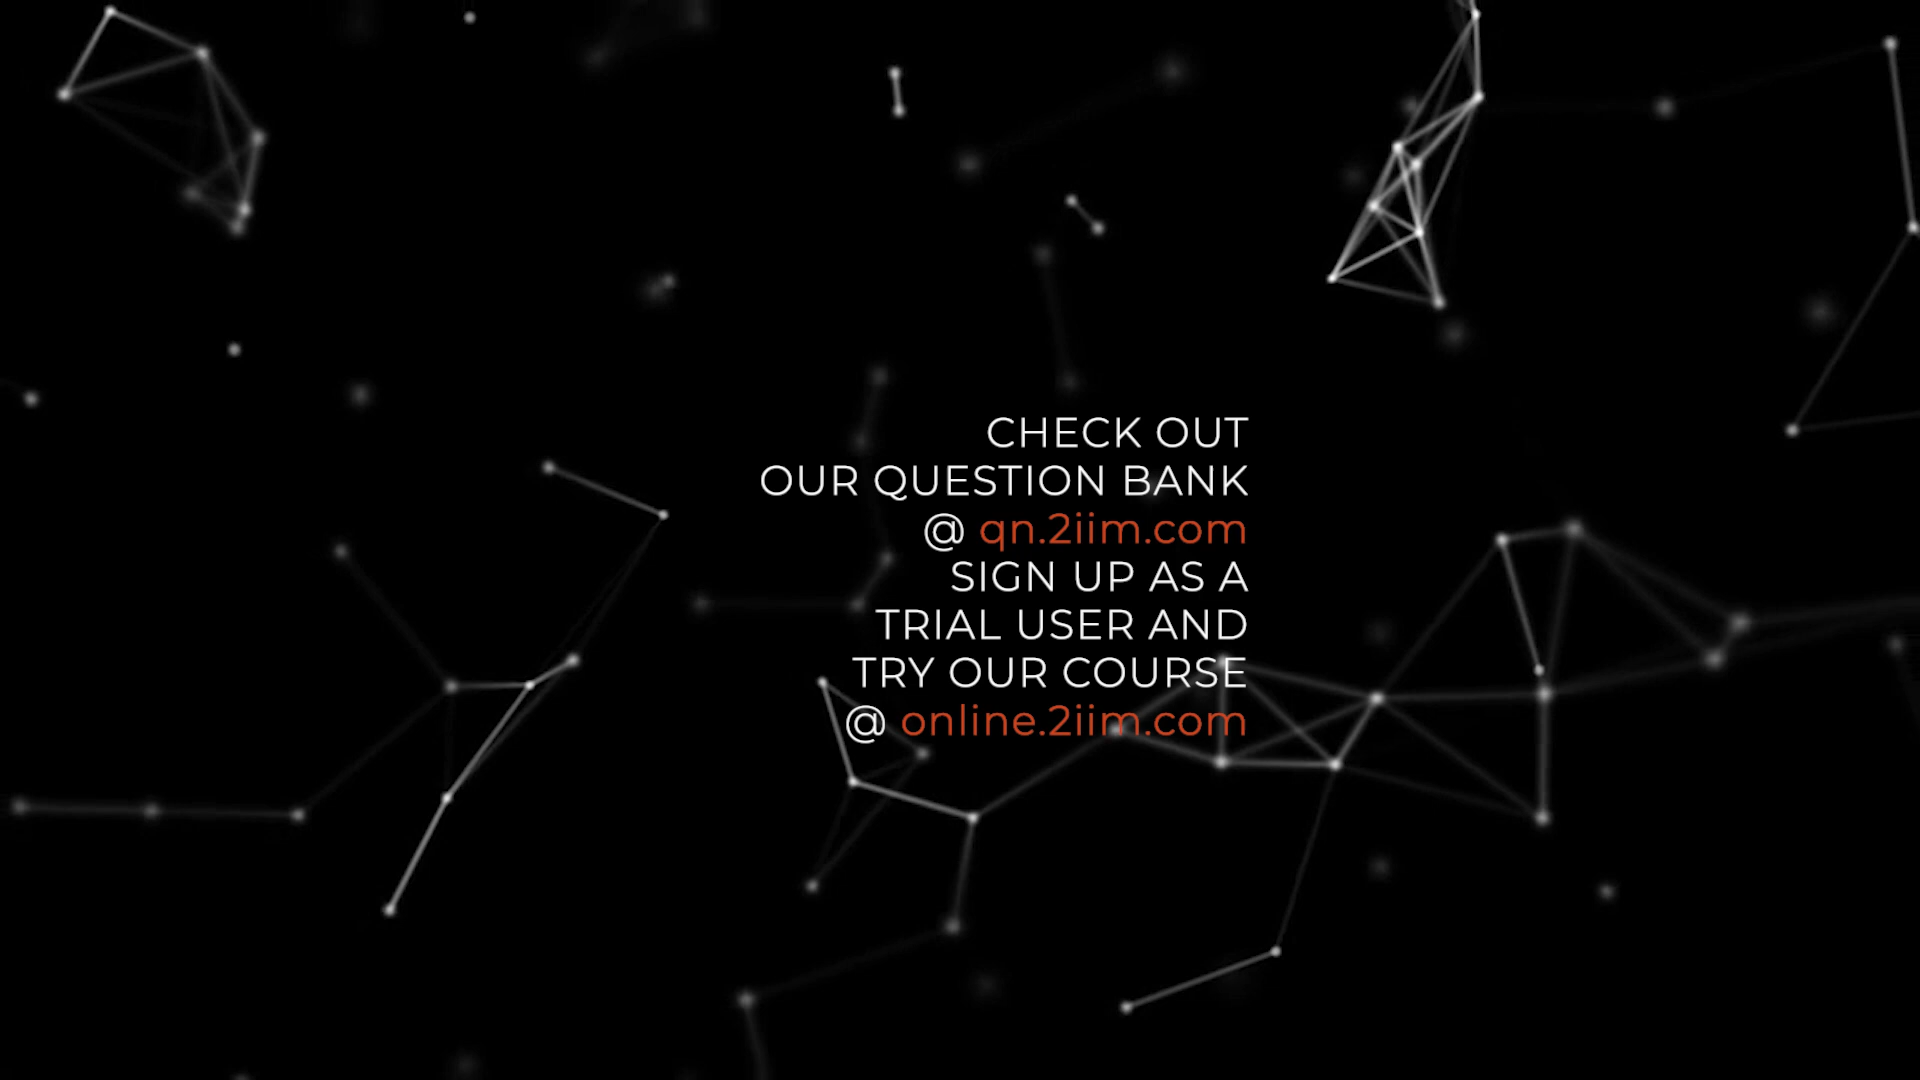 CHECK OUT
OUR QUESTION BANK
@ qn.2iim.com
SIGN UP AS A
TRIAL USER AND
TRY OUR COURSE
@ online.2iim.com